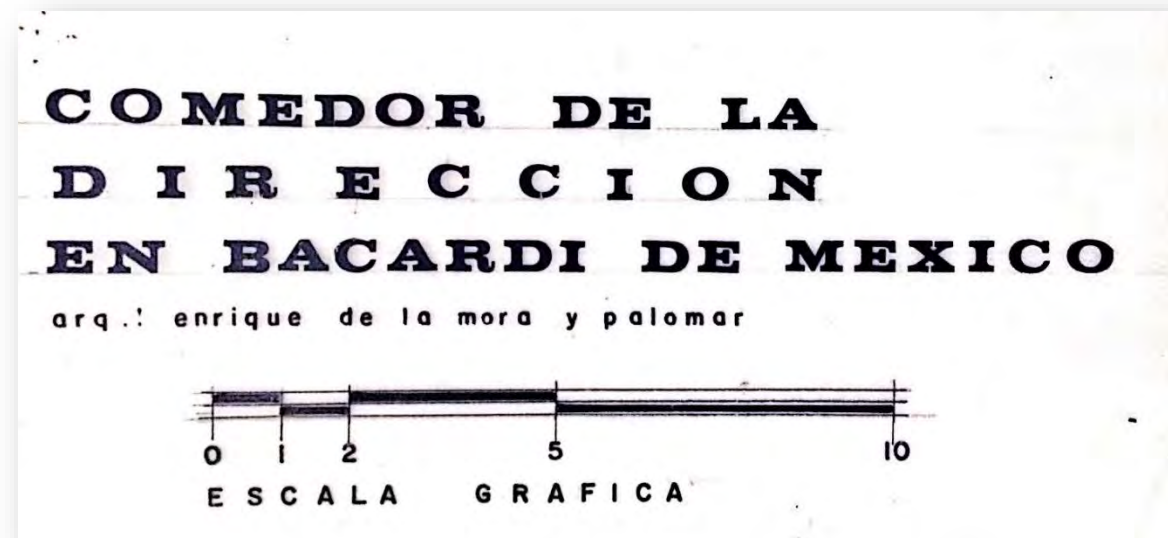 COMEDOR DE LA
DIRECCION
EN BACARDI DE MEXICO
arq.! enrique de la mora y palomar
0 1 2 5 10
ESCALA GRAFICA